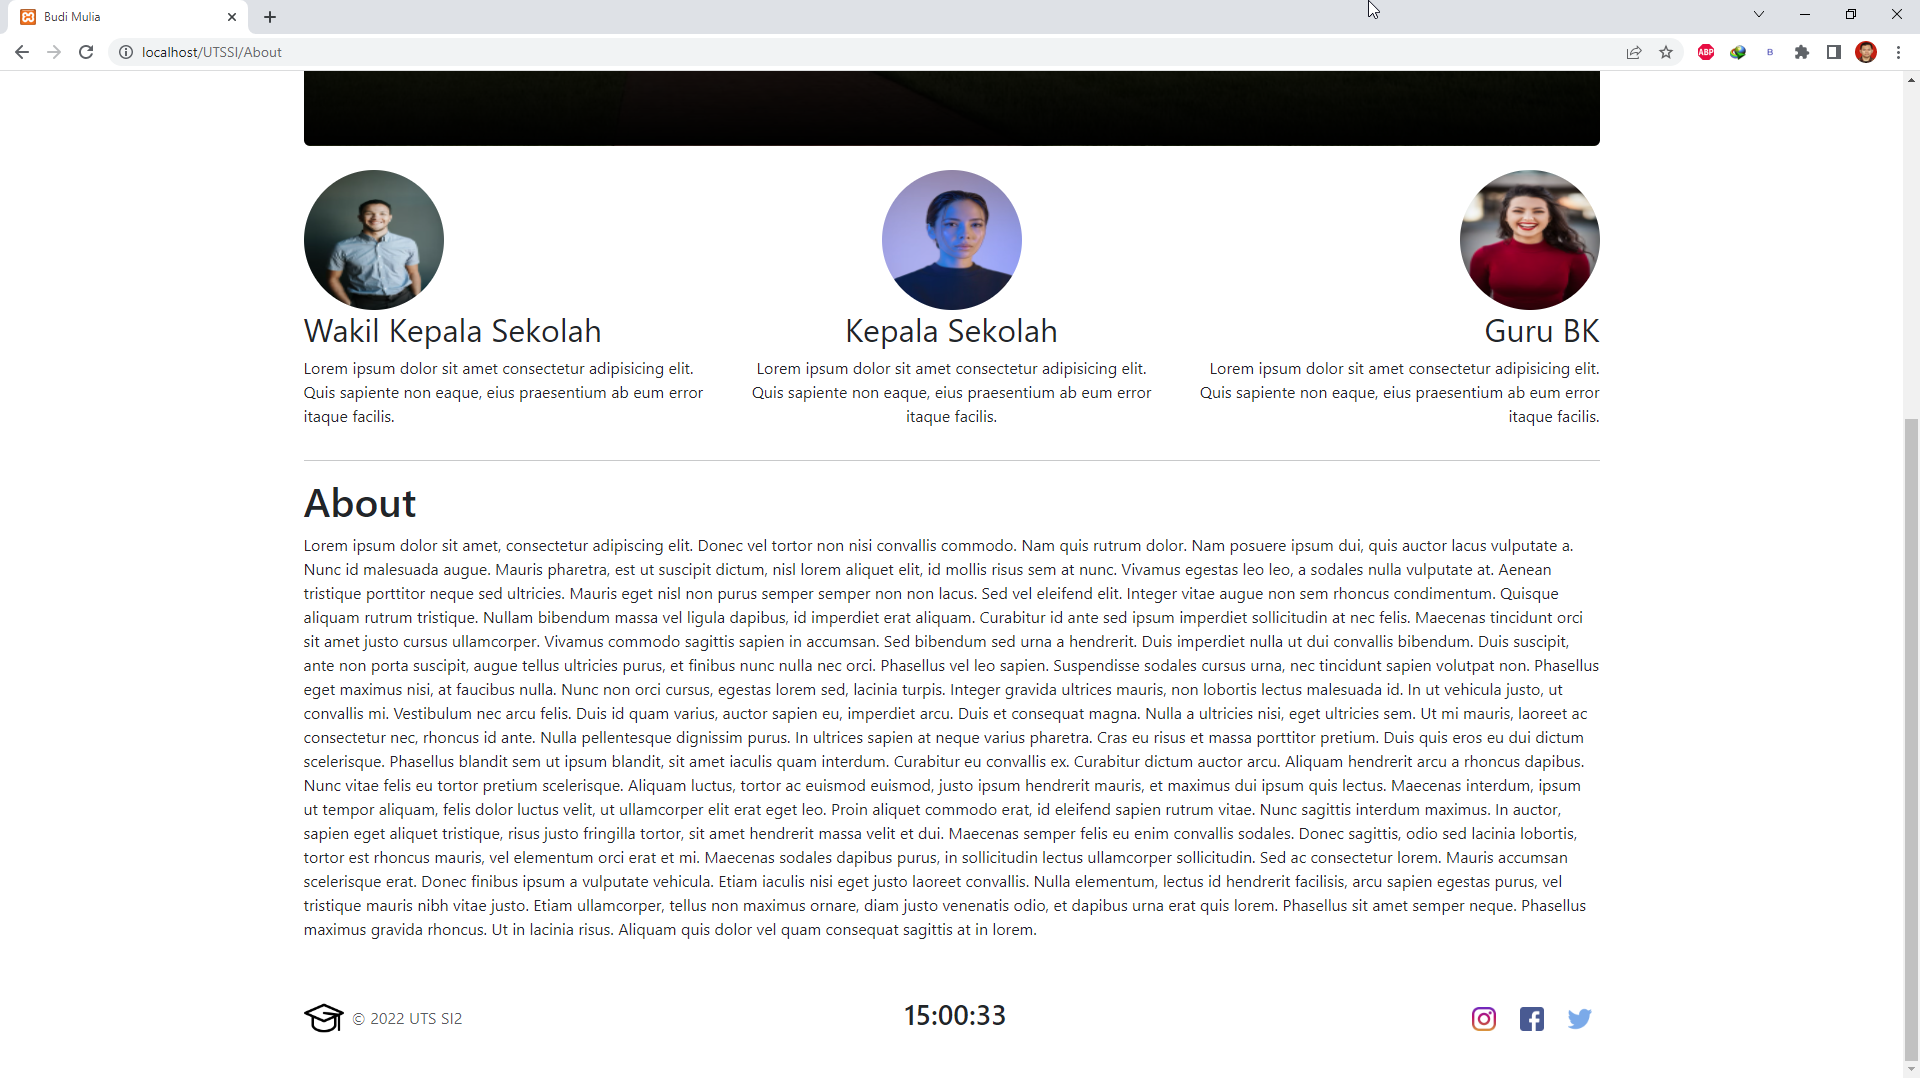 Budi Mulia
localhost/UTSSI/About
ABP
B
Wakil Kepala Sekolah
Lorem ipsum dolor sit amet consectetur adipisicing elit.
Quis sapiente non eaque, eius praesentium ab eum error
itaque facilis.
Kepala Sekolah
Lorem ipsum dolor sit amet consectetur adipisicing elit.
Quis sapiente non eaque, eius praesentium ab eum error
itaque facilis.
Guru BK
Lorem ipsum dolor sit amet consectetur adipisicing elit.
Quis sapiente non eaque, eius praesentium ab eum error
itaque facilis.
About
Lorem ipsum dolor sit amet, consectetur adipiscing elit. Donec vel tortor non nisi convallis commodo. Nam quis rutrum dolor. Nam posuere ipsum dui, quis auctor lacus vulputate a.
Nunc id malesuada augue. Mauris pharetra, est ut suscipit dictum, nisl lorem aliquet elit, id mollis risus sem at nunc. Vivamus egestas leo leo, a sodales nulla vulputate at. Aenean
tristique porttitor neque sed ultricies. Mauris eget nisl non purus semper semper non non lacus. Sed vel eleifend elit. Integer vitae augue non sem rhoncus condimentum. Quisque
aliquam rutrum tristique. Nullam bibendum massa vel ligula dapibus, id imperdiet erat aliquam. Curabitur id ante sed ipsum imperdiet sollicitudin at nec felis. Maecenas tincidunt orci
sit amet justo cursus ullamcorper. Vivamus commodo sagittis sapien in accumsan. Sed bibendum sed urna a hendrerit. Duis imperdiet nulla ut dui convallis bibendum. Duis suscipit,
ante non porta suscipit, augue tellus ultricies purus, et finibus nunc nulla nec orci. Phasellus vel leo sapien. Suspendisse sodales cursus urna, nec tincidunt sapien volutpat non. Phasellus
eget maximus nisi, at faucibus nulla. Nunc non orci cursus, egestas lorem sed, lacinia turpis. Integer gravida ultrices mauris, non lobortis lectus malesuada id. In ut vehicula justo, ut
convallis mi. Vestibulum nec arcu felis. Duis id quam varius, auctor sapien eu, imperdiet arcu. Duis et consequat magna. Nulla a ultricies nisi, eget ultricies sem. Ut mi mauris, laoreet ac
consectetur nec, rhoncus id ante. Nulla pellentesque dignissim purus. In ultrices sapien at neque varius pharetra. Cras eu risus et massa porttitor pretium. Duis quis eros eu dui dictum
scelerisque. Phasellus blandit sem ut ipsum blandit, sit amet iaculis quam interdum. Curabitur eu convallis ex. Curabitur dictum auctor arcu. Aliquam hendrerit arcu a rhoncus dapibus.
Nunc vitae felis eu tortor pretium scelerisque. Aliquam luctus, tortor ac euismod euismod, justo ipsum hendrerit mauris, et maximus dui ipsum quis lectus. Maecenas interdum, ipsum
ut tempor aliquam, felis dolor luctus velit, ut ullamcorper elit erat eget leo. Proin aliquet commodo erat, id eleifend sapien rutrum vitae. Nunc sagittis interdum maximus. In auctor,
sapien eget aliquet tristique, risus justo fringilla tortor, sit amet hendrerit massa velit et dui. Maecenas semper felis eu enim convallis sodales. Donec sagittis, odio sed lacinia lobortis,
tortor est rhoncus mauris, vel elementum orci erat et mi. Maecenas sodales dapibus purus, in sollicitudin lectus ullamcorper sollicitudin. Sed ac consectetur lorem. Mauris accumsan
scelerisque erat. Donec finibus ipsum a vulputate vehicula. Etiam iaculis nisi eget justo laoreet convallis. Nulla elementum, lectus id hendrerit facilisis, arcu sapien egestas purus, vel
tristique mauris nibh vitae justo. Etiam ullamcorper, tellus non maximus ornare, diam justo venenatis odio, et dapibus urna erat quis lorem. Phasellus sit amet semper neque. Phasellus
maximus gravida rhoncus. Ut in lacinia risus. Aliquam quis dolor vel quam consequat sagittis at in lorem.
© 2022 UTS SI2
15:00:33